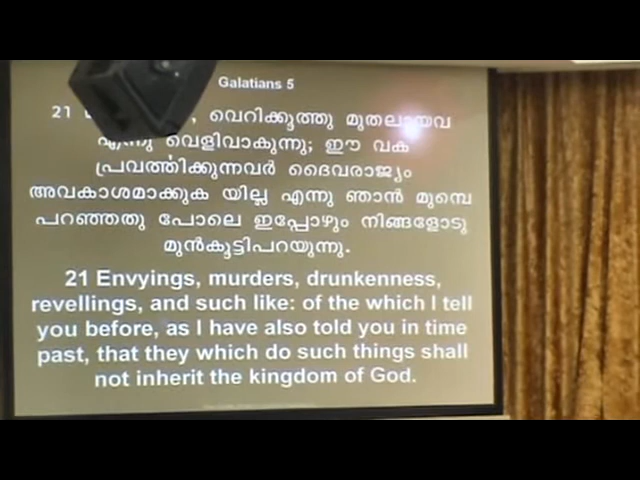 Galatians 5
21 വെറിക്കൂത്തു മുതലായവ
എന്നു വെളിവാകുന്നു; ഈ വക
പ്രവൎത്തിക്കുന്നവർ ദൈവരാജ്യം
അവകാശമാക്കുക യില്ല എന്നു ഞാൻ മുമ്പെ
പറഞ്ഞതു പോലെ ഇപ്പോഴും നിങ്ങളോടു
മുൻകൂട്ടിപറയുന്നു.
21 Envyings, murders, drunkenness,
revellings, and such like: of the which I tell
you before, as I have also told you in time
past, that they which do such things shall
not inherit the kingdom of God.